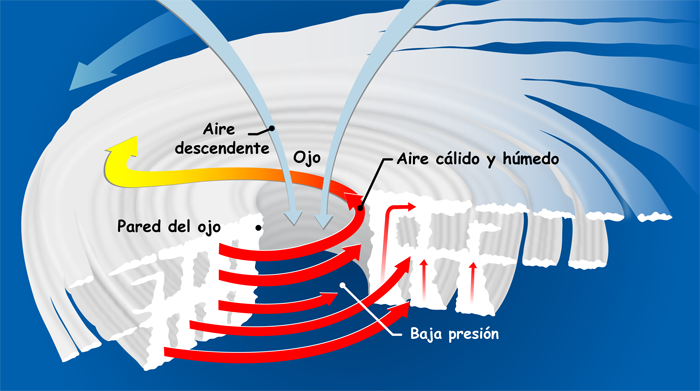 Aire
descendente
Ojo
Aire cálido y húmedo
Pared del ojo
Baja presión